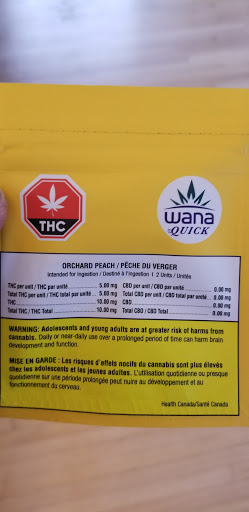 THC
wana
QUICK
ORCHARD PEACH / PÊCHE DU VERGER
Intended for ingestion / Destiné à l'ingestion | 2 Units / Unités
THC per unit / THC par unité ..... 5.00 mg CBD per unit / CBD par unité ..... 0.00 mg
Total THC per unit / THC total par unité ... 5.00 mg Total CBD per unit / CBD total par unité ... 0.00 mg
THC ..... 10.00 mg CBD ..... 0.00 mg
Total THC / THC Total ..... 10.00 mg Total CBD / CBD Total ..... 0.00 mg
WARNING: Adolescents and young adults are at greater risk of harms from
cannabis. Daily or near-daily use over a prolonged period of time can harm brain
development and function.
MISE EN GARDE : Les risques d'effets nocifs du cannabis sont plus élevés
chez les adolescents et les jeunes adultes. L'utilisation quotidienne ou presque
quotidienne sur une période prolongée peut nuire au développement et au
fonctionnement du cerveau.
Health Canada/Santé Canada